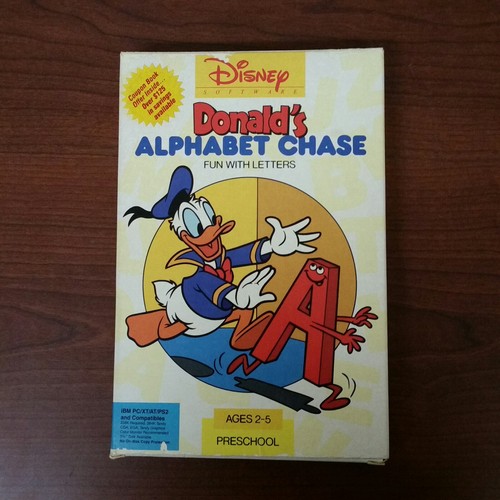 Coupon Book
Offer Inside...
Over $125
in savings
available
Disney
SOFTWARE
Donald's
ALPHABET CHASE
FUN WITH LETTERS
A
IBM PC/XT/AT/PS2
and Compatibles
AGES 2-5
PRESCHOOL